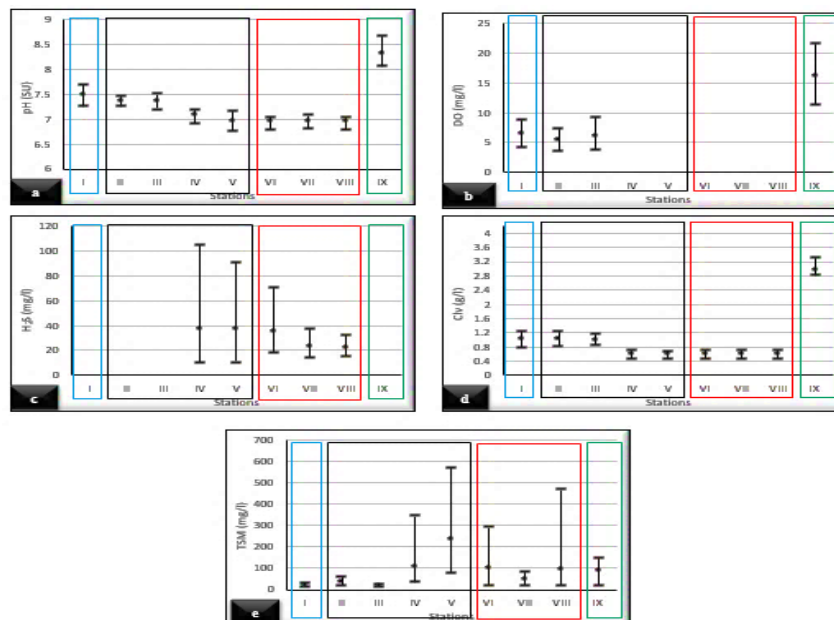 pH (SU)
9
8.5
8
7.5
7
6.5
6
I II III IV V VI VII VIII IX
Stations
a
DO (mg/l)
25
20
15
10
5
0
I II III IV V VI VII VIII IX
Stations
b
H₂S (mg/l)
120
100
80
60
40
20
0
I II III IV V VI VII VIII IX
Stations
c
Clv (g/l)
4
3.6
3.2
2.8
2.4
2
1.6
1.2
0.8
0.4
0
I II III IV V VI VII VIII IX
Stations
d
TSM (mg/l)
700
600
500
400
300
200
100
0
I II III IV V VI VII VIII IX
Stations
e